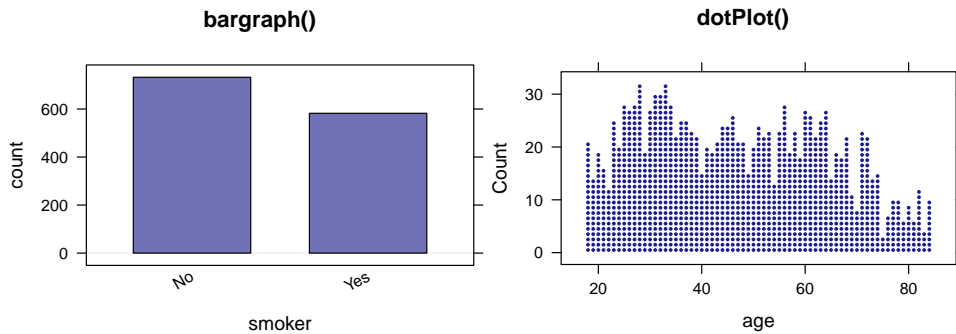 bargraph()
count
600
400
200
0
No
Yes
smoker
dotPlot()
Count
30
20
10
0
20
40
60
80
age